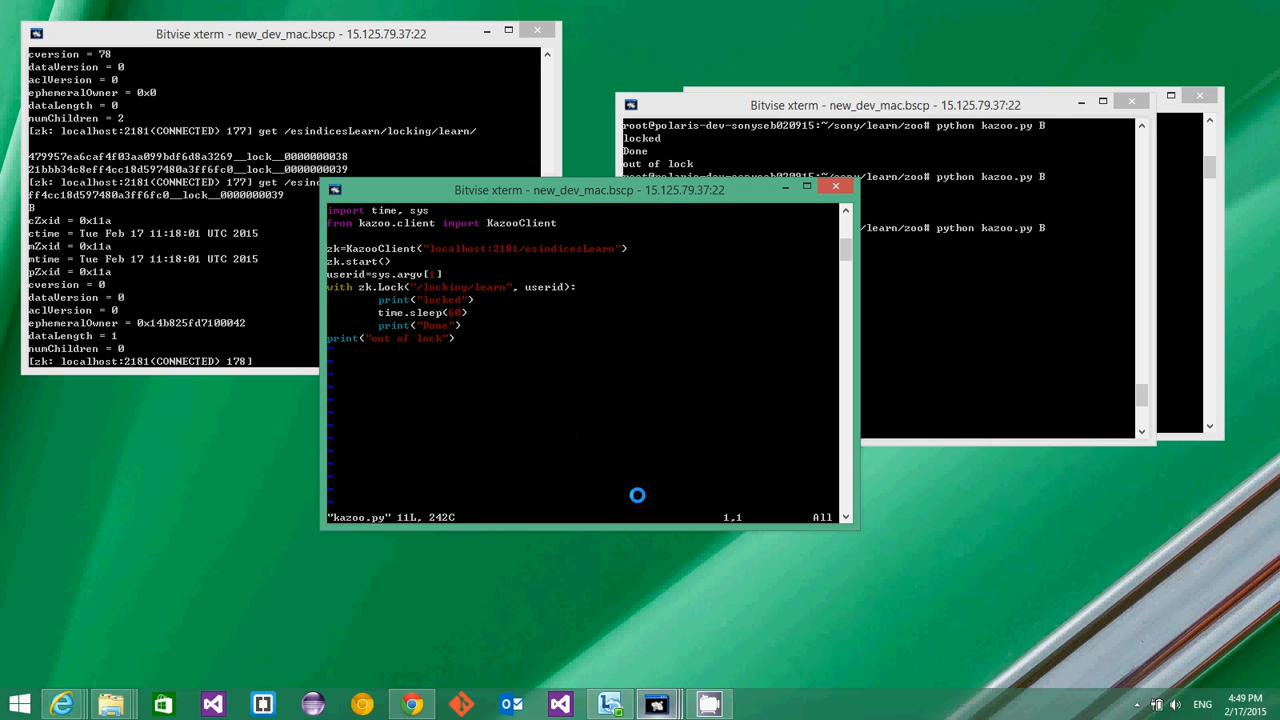 Bitvise xterm - new_dev_mac.bscp - 15.125.79.37:22
cversion = 78
dataVersion = 0
aclVersion = 0
ephemeralOwner = 0x0
dataLength = 0
numChildren = 2
[zk: localhost:2181(CONNECTED) 177] get /esindicesLearn/locking/learn/
479957ea6caf4f03aa099bdf6d8a3269__lock__0000000038
21bbb34c8eff4cc18d597480a3ff6fc0__lock__0000000039
[zk: localhost:2181(CONNECTED) 177] get /esind
ff4cc18d597480a3ff6fc0__lock__0000000039
B
cZxid = 0x11a
ctime = Tue Feb 17 11:18:01 UTC 2015
mZxid = 0x11a
mtime = Tue Feb 17 11:18:01 UTC 2015
pZxid = 0x11a
cversion = 0
dataVersion = 0
aclVersion = 0
ephemeralOwner = 0x14b825fd7100042
dataLength = 1
numChildren = 0
[zk: localhost:2181(CONNECTED) 178]
Bitvise xterm - new_dev_mac.bscp - 15.125.79.37:22
root@polaris-dev-sonyseb020915:~/sony/learn/zoo# python kazoo.py B
locked
Done
out of lock
/learn/zoo# python kazoo.py B
/learn/zoo# python kazoo.py B
Bitvise xterm - new_dev_mac.bscp - 15.125.79.37:22
import time, sys
from kazoo.client import KazooClient
zk=KazooClient("localhost:2181/esindicesLearn")
zk.start()
userid=sys.argv[1]
with zk.Lock("/locking/learn", userid):
print("locked")
time.sleep(60)
print("Done")
print("out of lock")
~
~
~
~
~
~
~
~
~
~
~
~
~
"kazoo.py" 11L, 242C 1,1 All
ENG
4:49 PM
2/17/2015